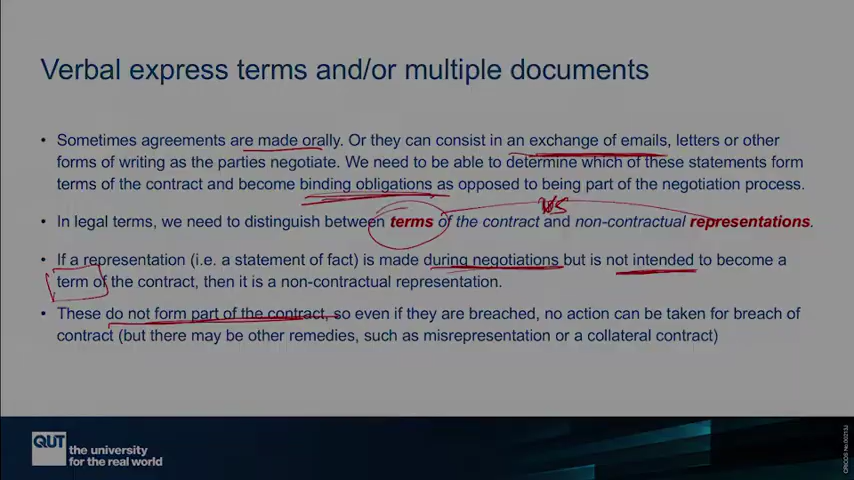 Verbal express terms and/or multiple documents
• Sometimes agreements are made orally. Or they can consist in an exchange of emails, letters or other
forms of writing as the parties negotiate. We need to be able to determine which of these statements form
terms of the contract and become binding obligations as opposed to being part of the negotiation process.
vs
• In legal terms, we need to distinguish between terms of the contract and non-contractual representations.
• If a representation (i.e. a statement of fact) is made during negotiations but is not intended to become a
term of the contract, then it is a non-contractual representation.
• These do not form part of the contract, so even if they are breached, no action can be taken for breach of
contract (but there may be other remedies, such as misrepresentation or a collateral contract)
QUT
the university
for the real world
CRICOS No.00213J